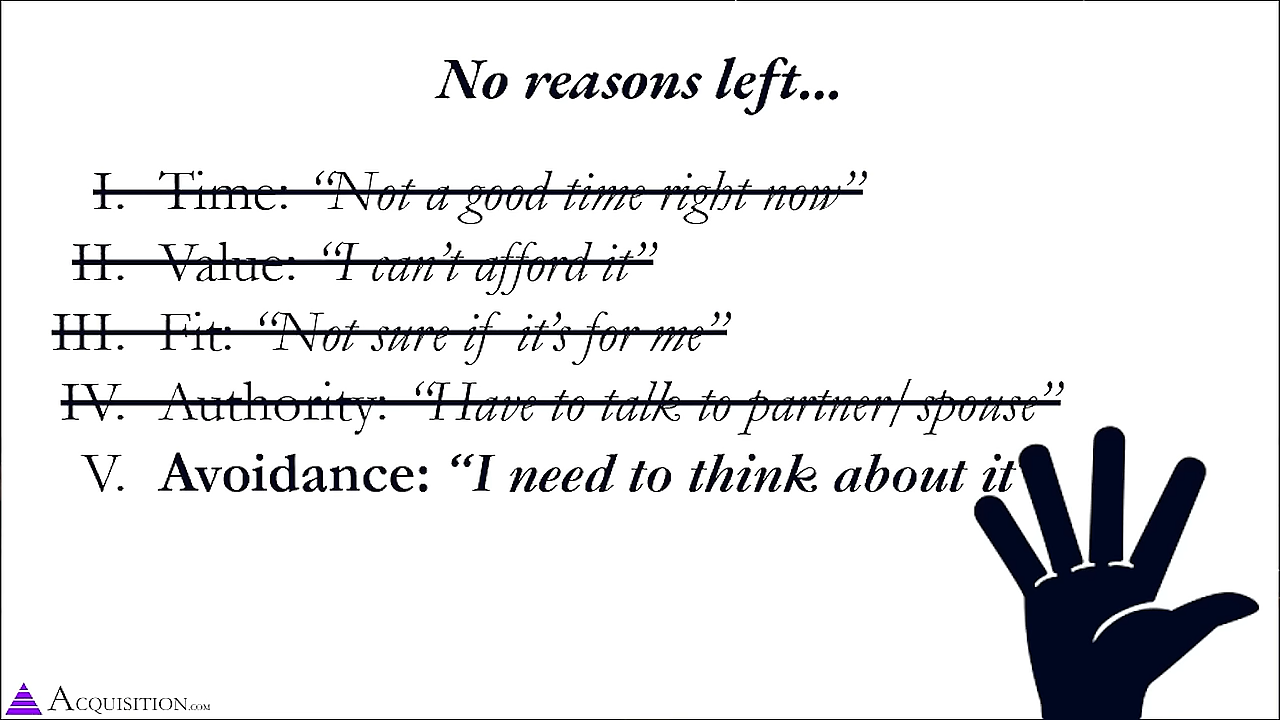 No reasons left...
I. Time: “Not a good time right now”
II. Value: “I can’t afford it”
III. Fit: “Not sure if it’s for me”
IV. Authority: “Have to talk to partner/ spouse”
V. Avoidance: “I need to think about it”
ACQUISITION.COM